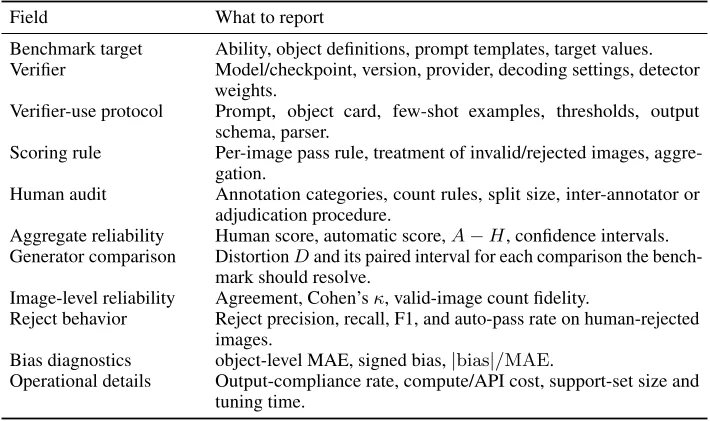 Field What to report
Benchmark target Ability, object definitions, prompt templates, target values.
Verifier Model/checkpoint, version, provider, decoding settings, detector
weights.
Verifier-use protocol Prompt, object card, few-shot examples, thresholds, output
schema, parser.
Scoring rule Per-image pass rule, treatment of invalid/rejected images, aggre-
gation.
Human audit Annotation categories, count rules, split size, inter-annotator or
adjudication procedure.
Aggregate reliability Human score, automatic score, A − H, confidence intervals.
Generator comparison Distortion D and its paired interval for each comparison the bench-
mark should resolve.
Image-level reliability Agreement, Cohen's κ, valid-image count fidelity.
Reject behavior Reject precision, recall, F1, and auto-pass rate on human-rejected
images.
Bias diagnostics object-level MAE, signed bias, |bias|/MAE.
Operational details Output-compliance rate, compute/API cost, support-set size and
tuning time.